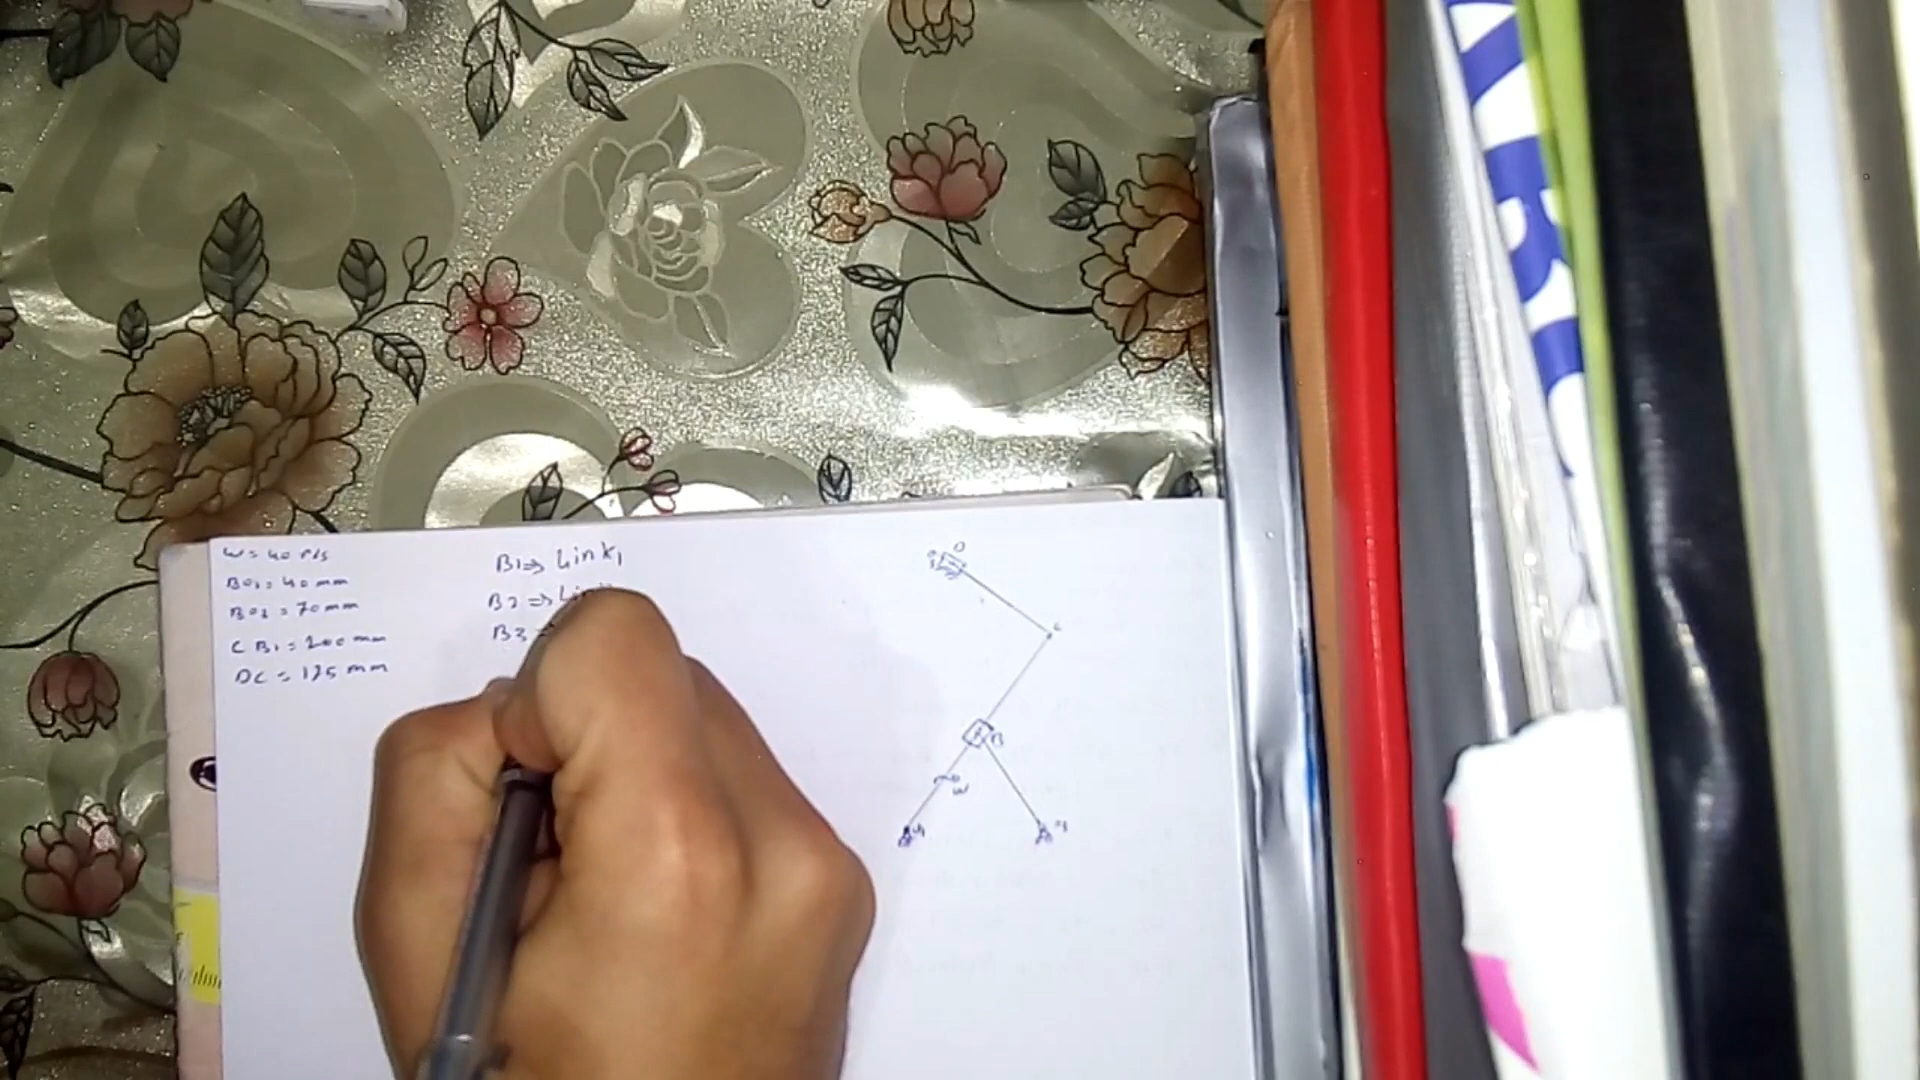 W = 40 r/s
BO1 = 40 mm
BO2 = 70 mm
CB1 = 200 mm
DC = 175 mm
B1 => Link1
B2 =>
B3 =
D
C
B
W